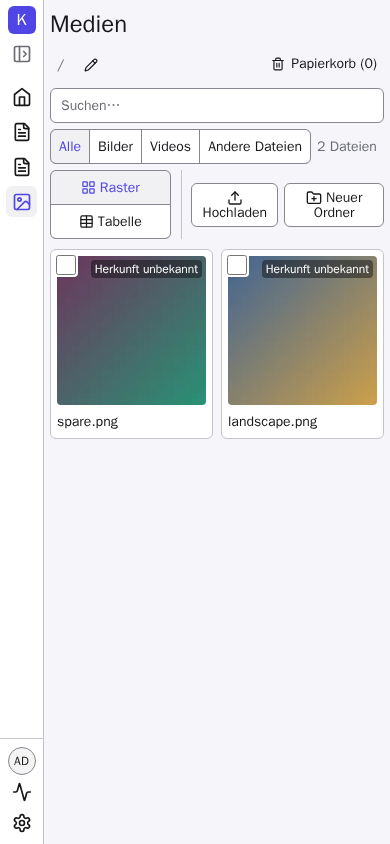 K
Medien
/
Papierkorb (0)
Suchen…
Alle Bilder Videos Andere Dateien 2 Dateien
Raster
Tabelle
Hochladen
Neuer
Ordner
Herkunft unbekannt
spare.png
Herkunft unbekannt
landscape.png
AD